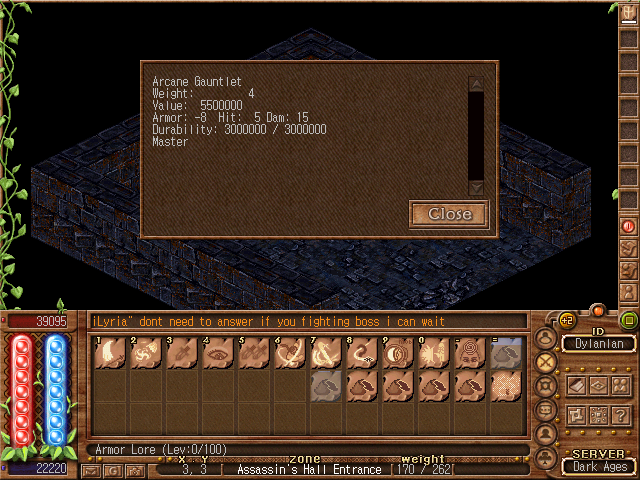 Arcane Gauntlet
Weight: 4
Value: 5500000
Armor: -8 Hit: 5 Dam: 15
Durability: 3000000 / 3000000
Master
Close
39095
iLyria" dont need to answer if you fighting boss i can wait
+2
ID
Dylanlan
1 2 3 4 5 6 7 8 9 0 - =
Armor Lore (Lev:0/100)
X Y zone weight
3, 3 [ Assassin's Hall Entrance [170 / 262[
22220
G
?
SERVER
Dark Ages